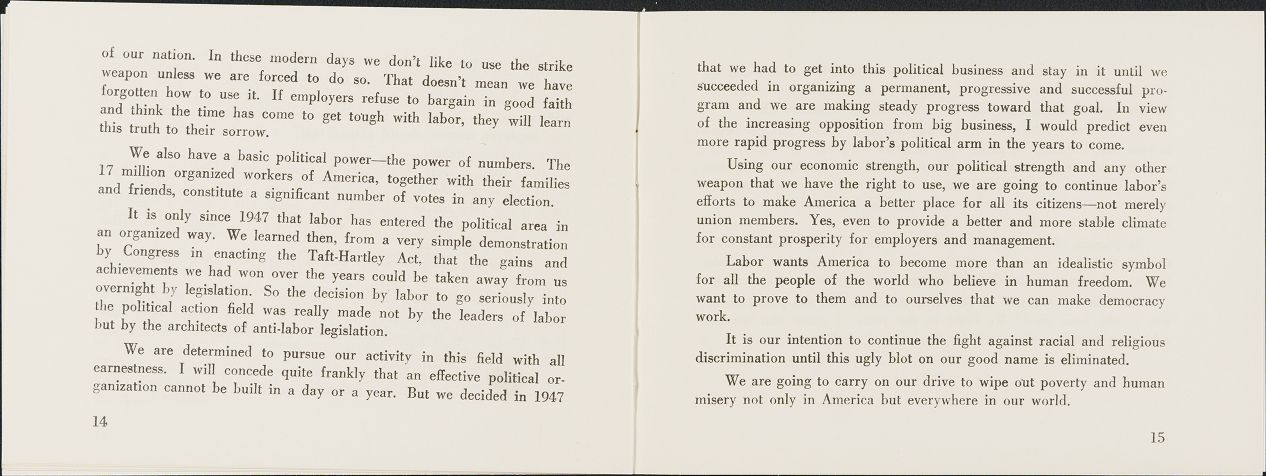 of our nation. In these modern days we don't like to use the strike
weapon unless we are forced to do so. That doesn't mean we have
forgotten how to use it. If employers refuse to bargain in good faith
and think the time has come to get tough with labor, they will learn
this truth to their sorrow.
We also have a basic political power—the power of numbers. The
17 million organized workers of America, together with their families
and friends, constitute a significant number of votes in any election.
It is only since 1947 that labor has entered the political area in
an organized way. We learned then, from a very simple demonstration
by Congress in enacting the Taft-Hartley Act, that the gains and
achievements we had won over the years could be taken away from us
overnight by legislation. So the decision by labor to go seriously into
the political action field was really made not by the leaders of labor
but by the architects of anti-labor legislation.
We are determined to pursue our activity in this field with all
earnestness. I will concede quite frankly that an effective political or-
ganization cannot be built in a day or a year. But we decided in 1947
14
that we had to get into this political business and stay in it until we
succeeded in organizing a permanent, progressive and successful pro-
gram and we are making steady progress toward that goal. In view
of the increasing opposition from big business, I would predict even
more rapid progress by labor's political arm in the years to come.
Using our economic strength, our political strength and any other
weapon that we have the right to use, we are going to continue labor's
efforts to make America a better place for all its citizens—not merely
union members. Yes, even to provide a better and more stable climate
for constant prosperity for employers and management.
Labor wants America to become more than an idealistic symbol
for all the people of the world who believe in human freedom. We
want to prove to them and to ourselves that we can make democracy
work.
It is our intention to continue the fight against racial and religious
discrimination until this ugly blot on our good name is eliminated.
We are going to carry on our drive to wipe out poverty and human
misery not only in America but everywhere in our world.
15